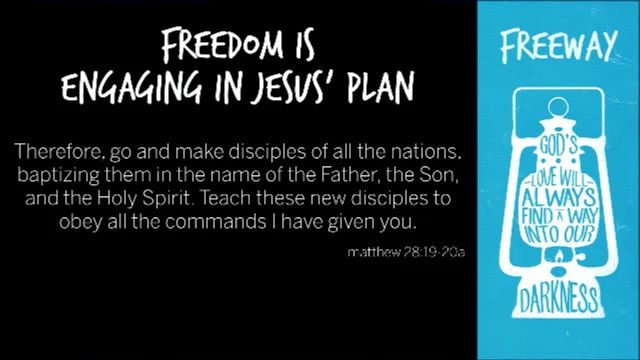 FREEDOM IS
ENGAGING IN JESUS' PLAN
Therefore, go and make disciples of all the nations,
baptizing them in the name of the Father, the Son,
and the Holy Spirit. Teach these new disciples to
obey all the commands I have given you.
matthew 28:19-20a
FREEWAY
GOD'S
LOVE WILL
ALWAYS
FIND A WAY
INTO OUR
DARKNESS